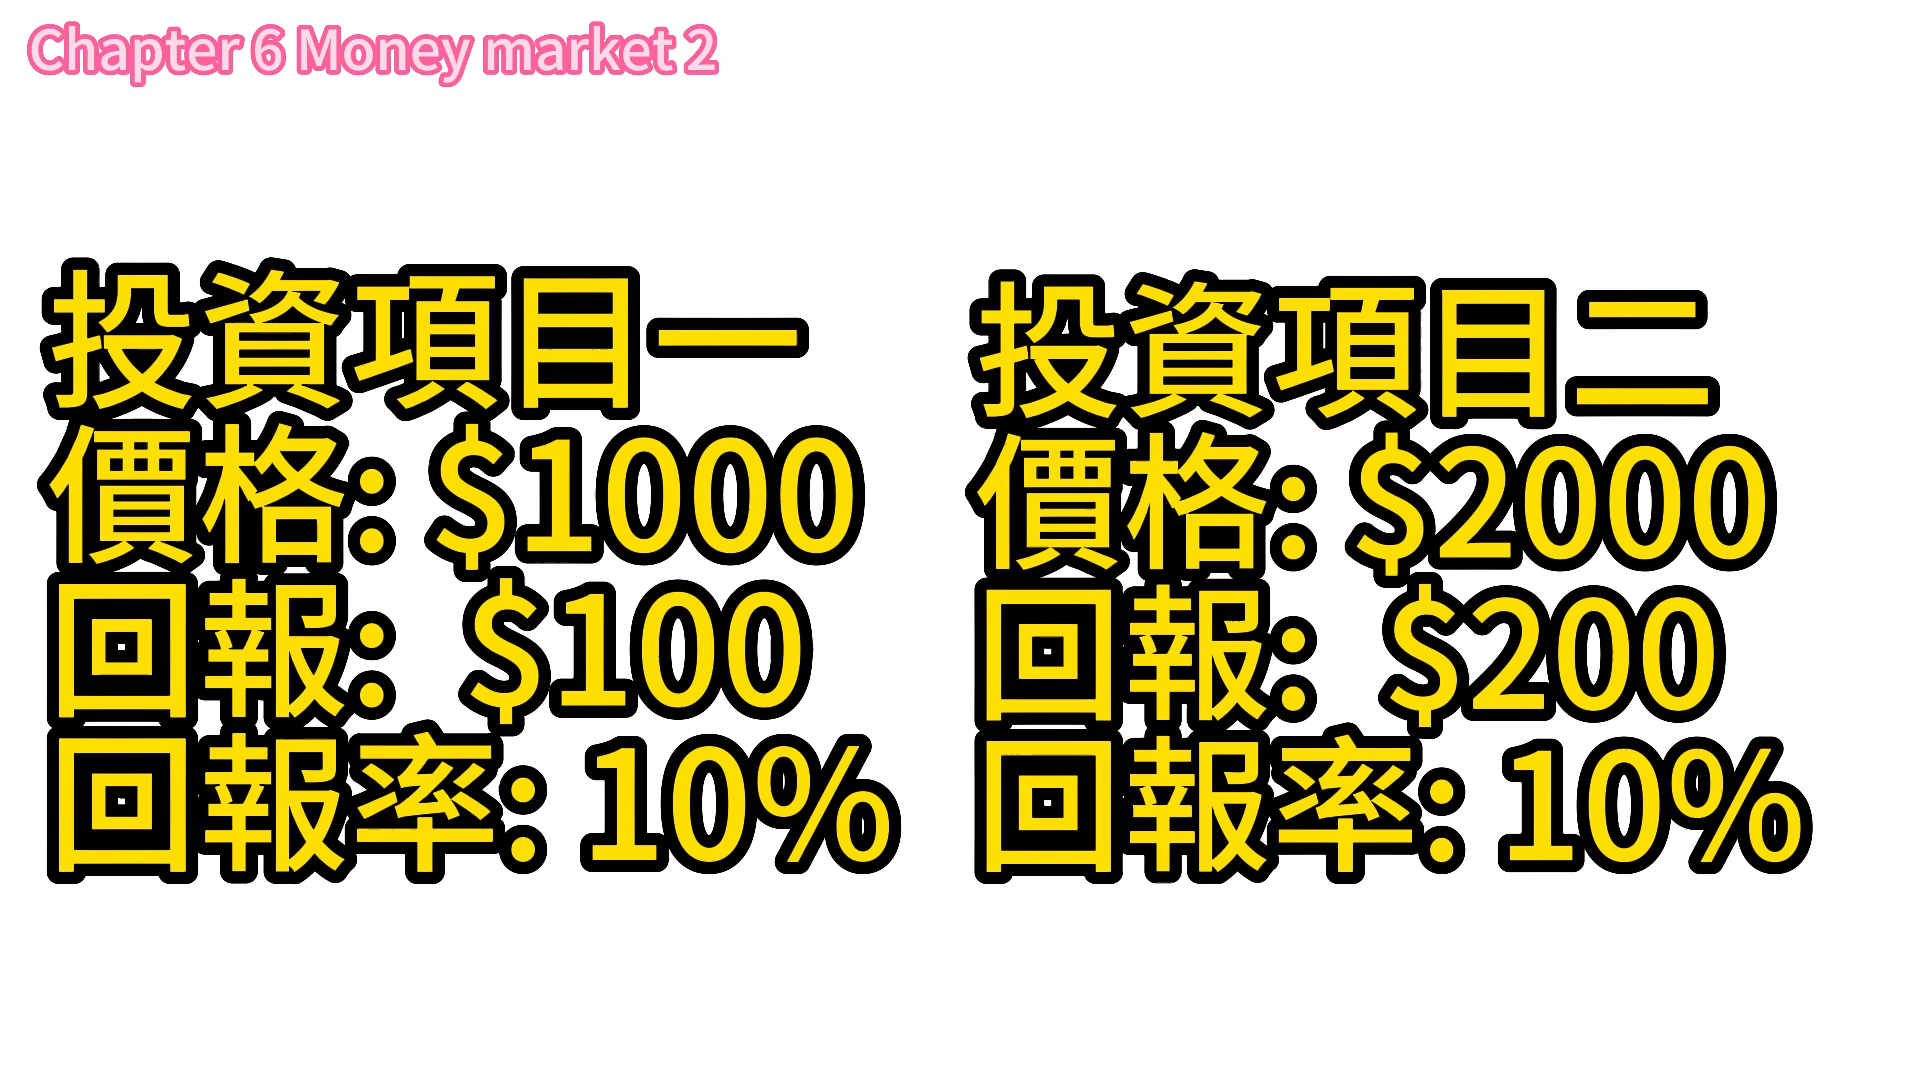 Chapter 6 Money market 2
投資項目一
價格: $1000
回報: $100
回報率: 10%
投資項目二
價格: $2000
回報: $200
回報率: 10%